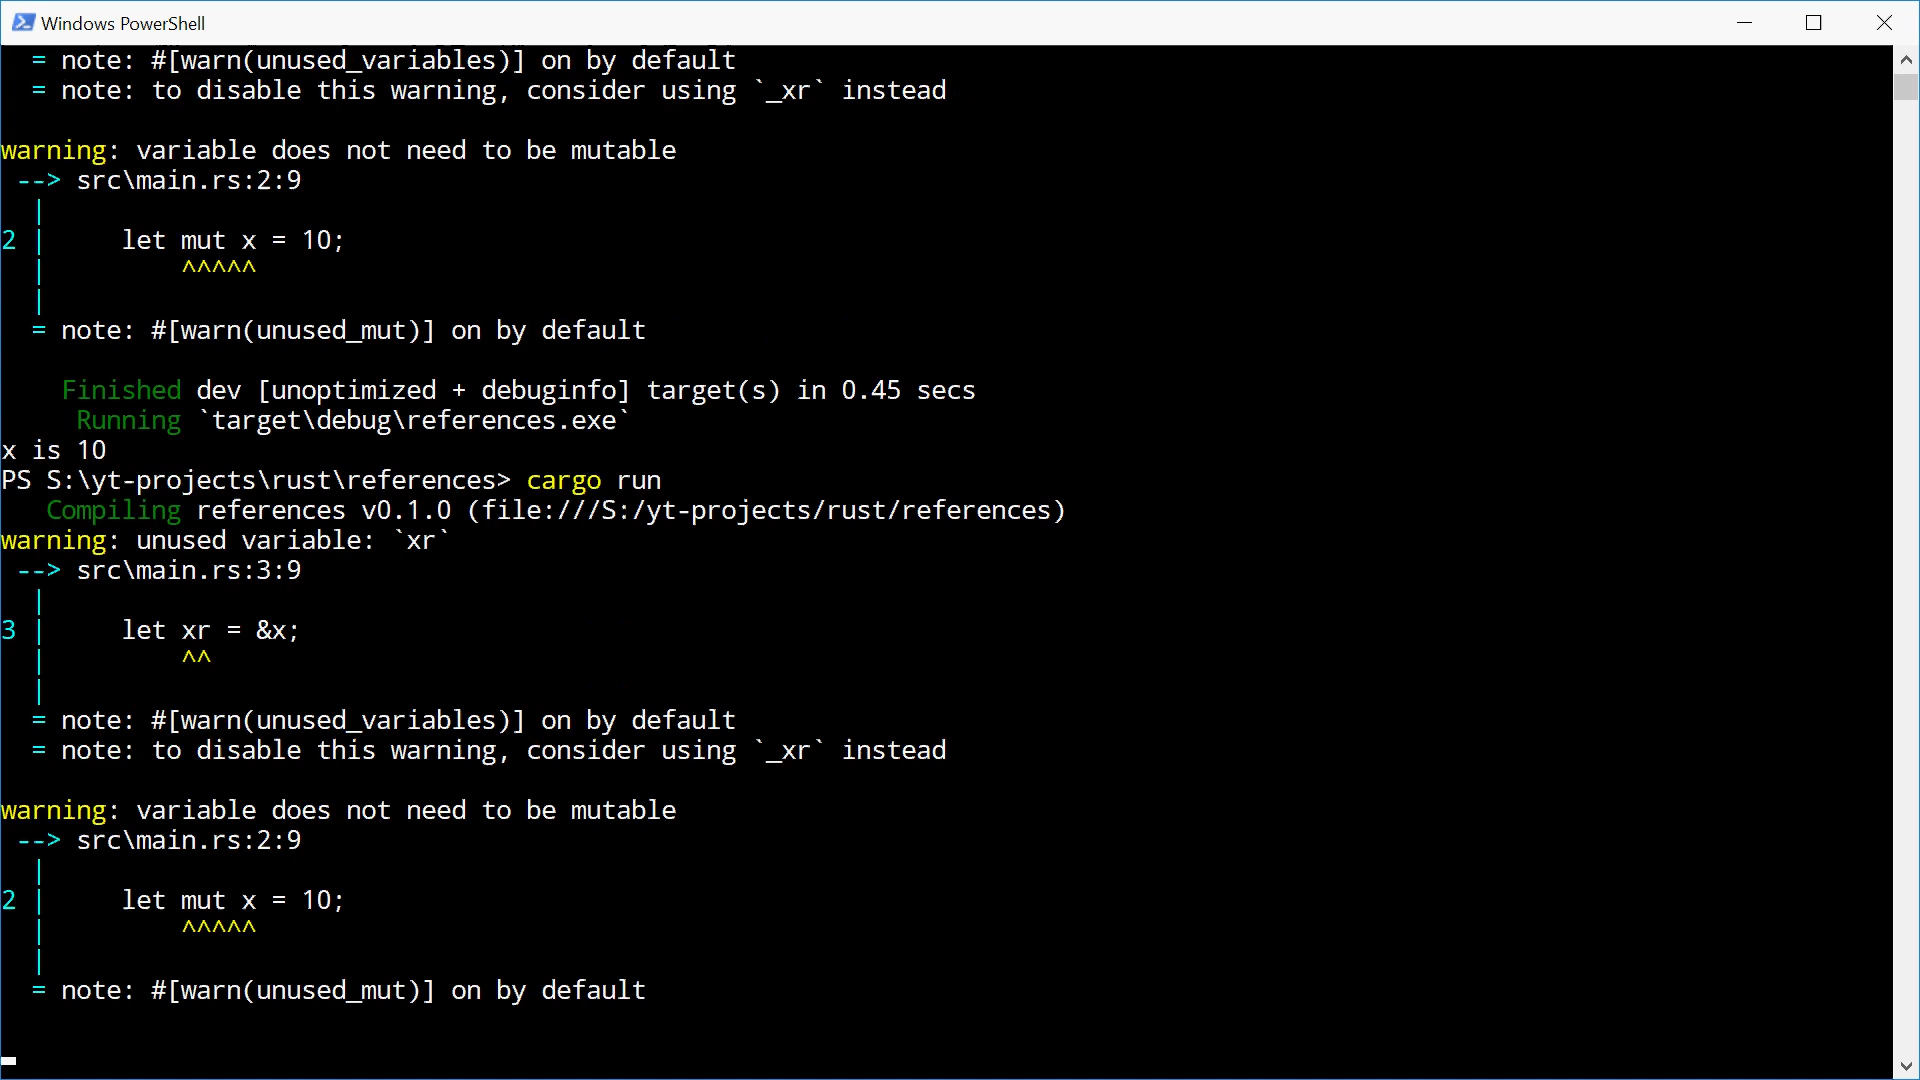 Windows PowerShell
= note: #[warn(unused_variables)] on by default
= note: to disable this warning, consider using `_xr` instead
warning: variable does not need to be mutable
--> src\main.rs:2:9
|
2 |     let mut x = 10;
|         ^^^^^
|
= note: #[warn(unused_mut)] on by default
Finished dev [unoptimized + debuginfo] target(s) in 0.45 secs
Running `target\debug\references.exe`
x is 10
PS S:\yt-projects\rust\references> cargo run
Compiling references v0.1.0 (file:///S:/yt-projects/rust/references)
warning: unused variable: `xr`
--> src\main.rs:3:9
|
3 |     let xr = &x;
|         ^^
|
= note: #[warn(unused_variables)] on by default
= note: to disable this warning, consider using `_xr` instead
warning: variable does not need to be mutable
--> src\main.rs:2:9
|
2 |     let mut x = 10;
|         ^^^^^
|
= note: #[warn(unused_mut)] on by default